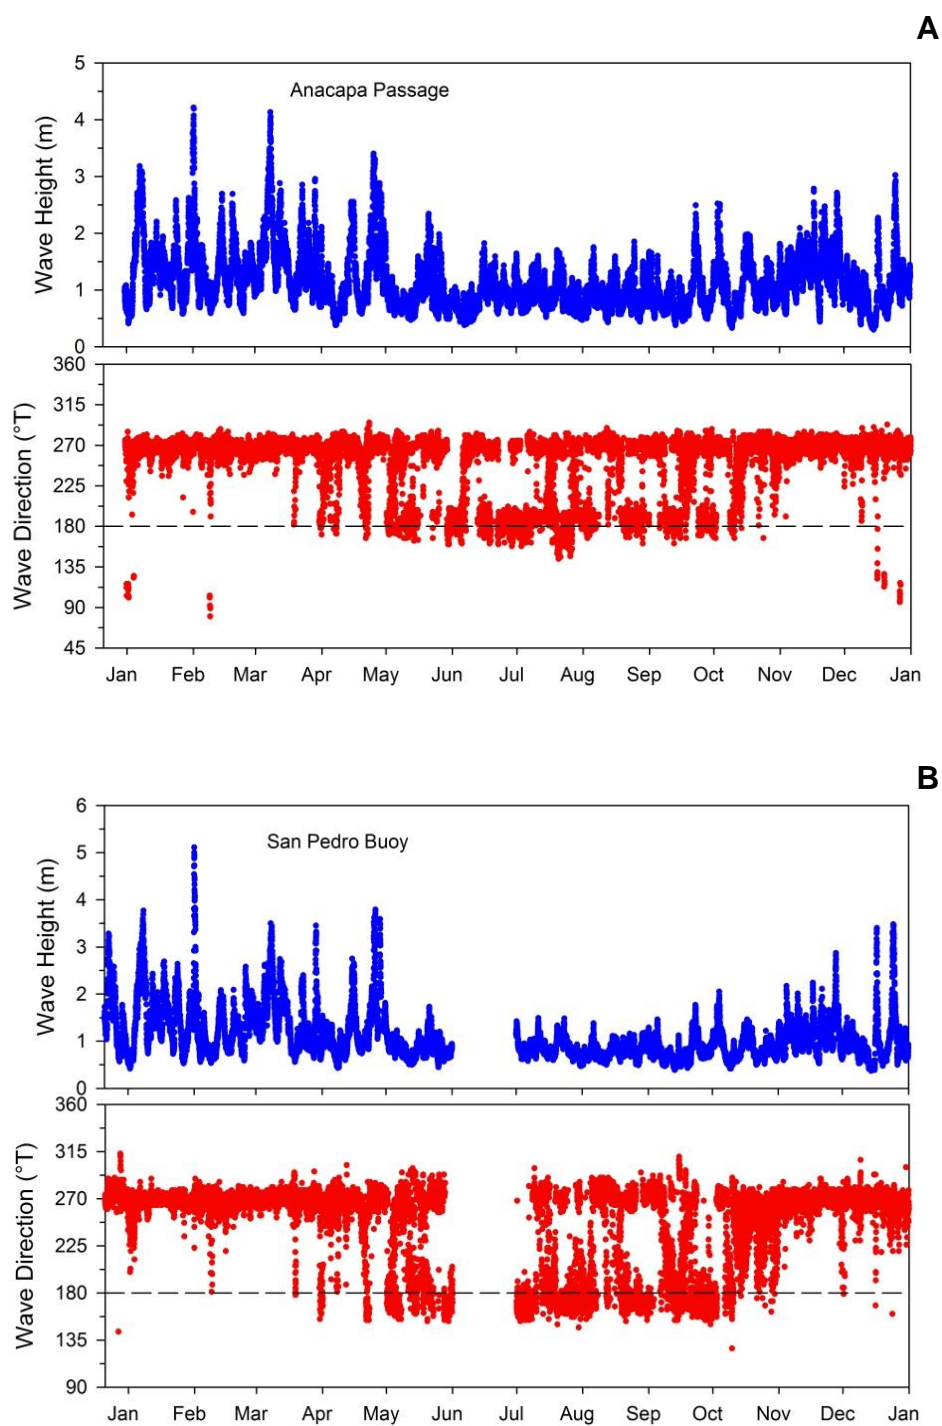 A
5
Anacapa Passage
4
3
2
1
0
Wave Height (m)
360
315
270
225
180
135
90
45
Wave Direction (°T)
Jan Feb Mar Apr May Jun Jul Aug Sep Oct Nov Dec Jan
B
6
San Pedro Buoy
5
4
3
2
1
0
Wave Height (m)
360
315
270
225
180
135
90
Wave Direction (°T)
Jan Feb Mar Apr May Jun Jul Aug Sep Oct Nov Dec Jan